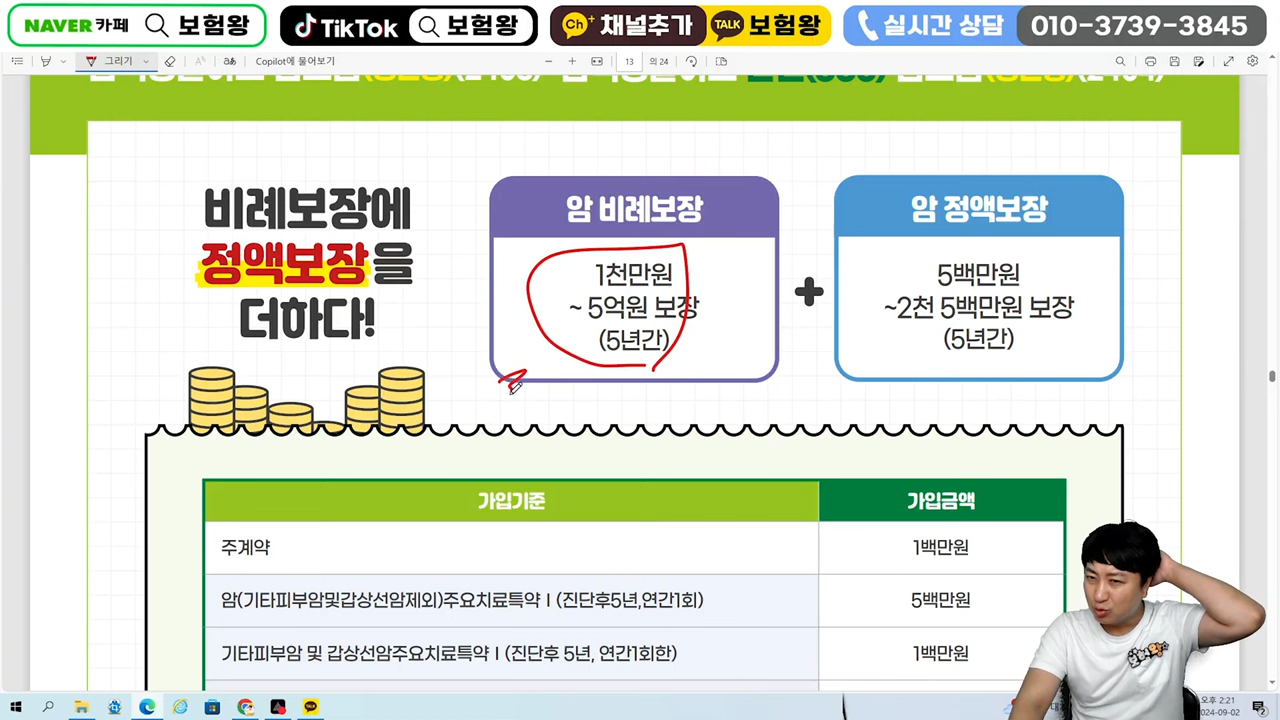 NAVER 카페 보험왕
TikTok 보험왕
Ch+ 채널추가 TALK 보험왕
실시간 상담 010-3739-3845
그리기
Copilot에 물어보기
13 의 24
비례보장에
정액보장을
더하다!
암 비례보장
1천만원
~ 5억원 보장
(5년간)
암 정액보장
5백만원
~2천 5백만원 보장
(5년간)
가입기준 가입금액
주계약 1백만원
암(기타피부암및갑상선암제외)주요치료특약Ⅰ(진단후5년,연간1회) 5백만원
기타피부암 및 갑상선암주요치료특약Ⅰ(진단후 5년, 연간1회한) 1백만원
오후 2:21
2024-09-02